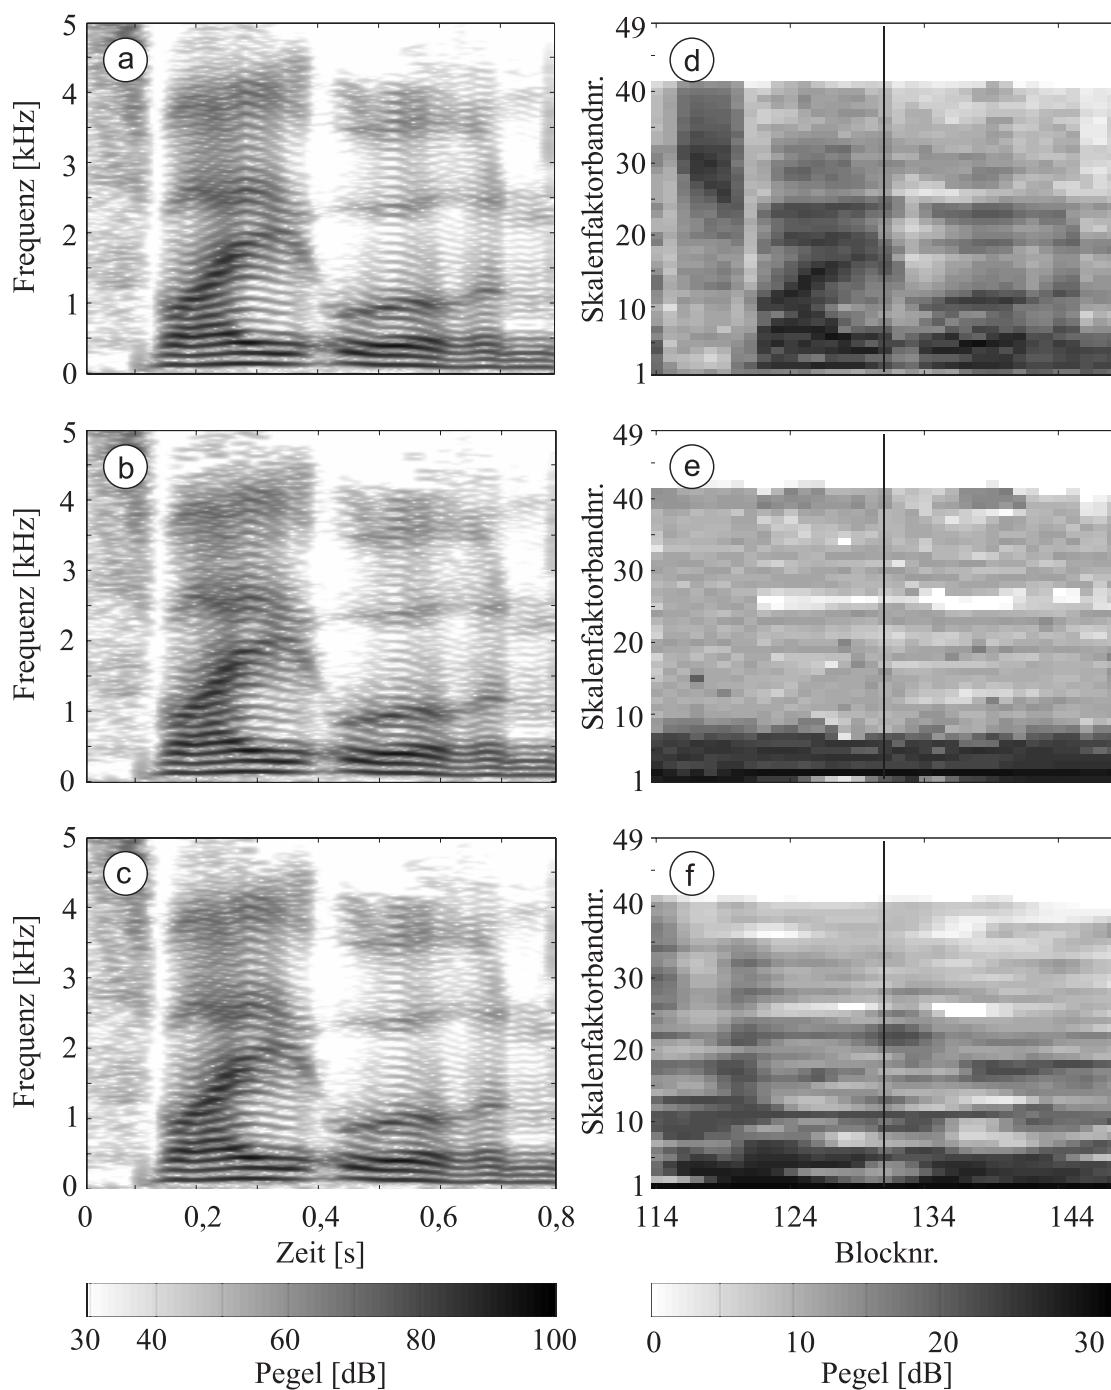 5
4
3
2
1
0
Frequenz [kHz]
a
49
40
30
20
10
1
Skalenfaktorbandnr.
d
5
4
3
2
1
0
Frequenz [kHz]
b
49
40
30
20
10
1
Skalenfaktorbandnr.
e
5
4
3
2
1
0
Frequenz [kHz]
c
49
40
30
20
10
1
Skalenfaktorbandnr.
f
0 0,2 0,4 0,6 0,8
Zeit [s]
114 124 134 144
Blocknr.
30 40 60 80 100
Pegel [dB]
0 10 20 30
Pegel [dB]